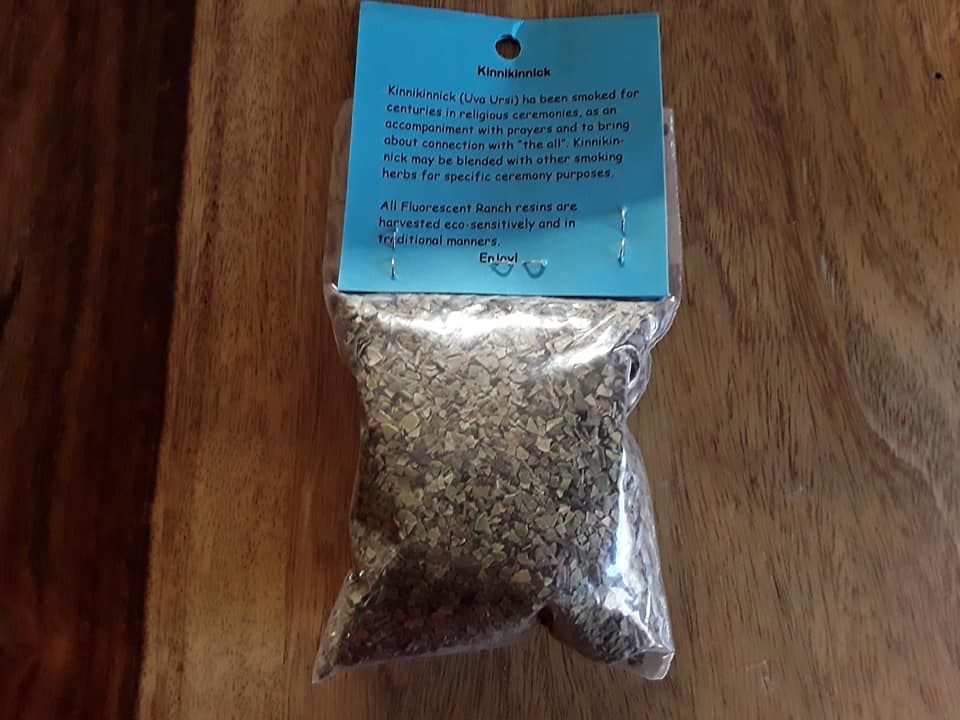 Kinnikinnick
Kinnikinnick (Uva Ursi) ha been smoked for
centuries in religious ceremonies, as an
accompaniment with prayers and to bring
about connection with "the all". Kinnikin-
nick may be blended with other smoking
herbs for specific ceremony purposes.
All Fluorescent Ranch resins are
harvested eco-sensitively and in
traditional manners.
Enjoy!